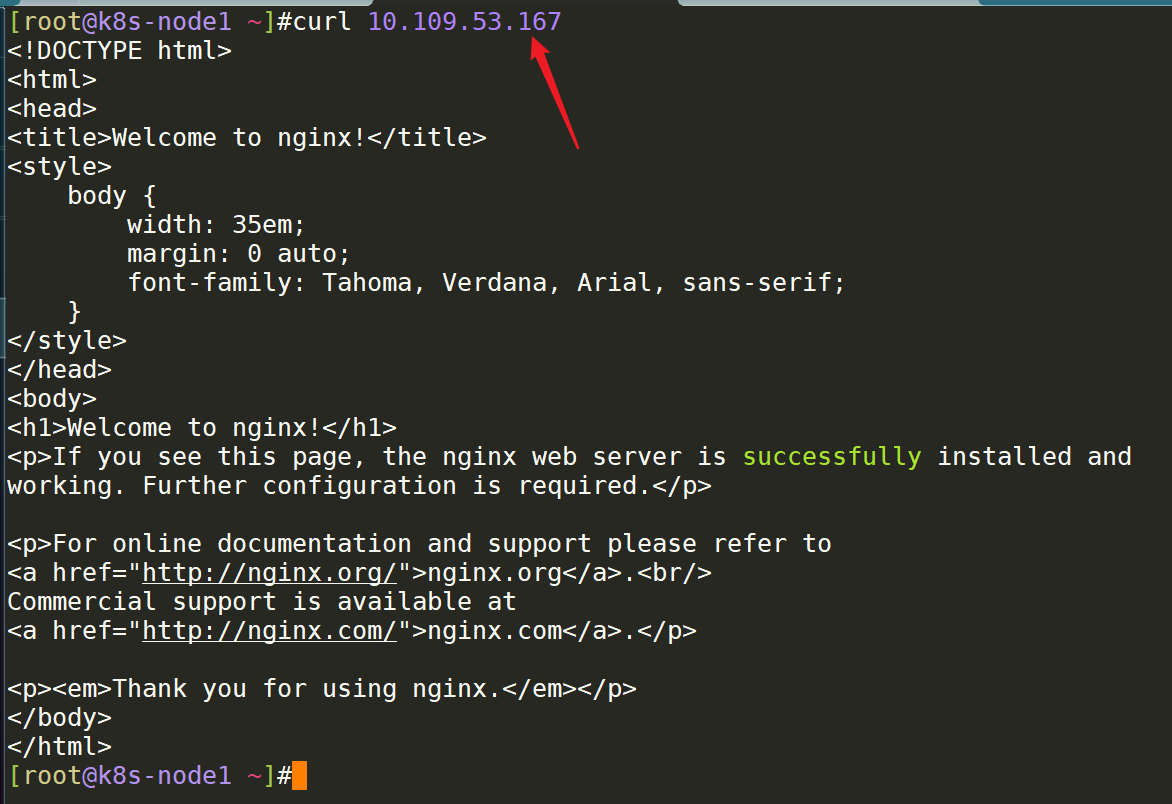 [root@k8s-node1 ~]#curl 10.109.53.167
<!DOCTYPE html>
<html>
<head>
<title>Welcome to nginx!</title>
<style>
    body {
        width: 35em;
        margin: 0 auto;
        font-family: Tahoma, Verdana, Arial, sans-serif;
    }
</style>
</head>
<body>
<h1>Welcome to nginx!</h1>
<p>If you see this page, the nginx web server is successfully installed and
working. Further configuration is required.</p>

<p>For online documentation and support please refer to
<a href="http://nginx.org/">nginx.org</a>.<br/>
Commercial support is available at
<a href="http://nginx.com/">nginx.com</a>.</p>

<p><em>Thank you for using nginx.</em></p>
</body>
</html>
[root@k8s-node1 ~]#